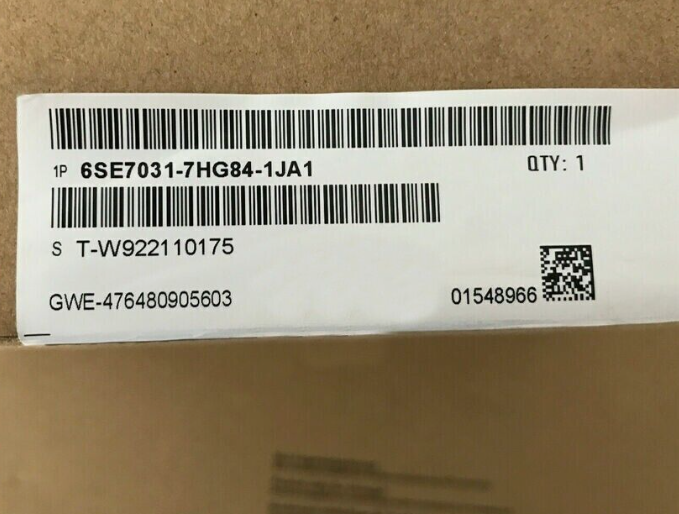 1P 6SE7031-7HG84-1JA1 QTY: 1
S T-W922110175
GWE-476480905603 01548966